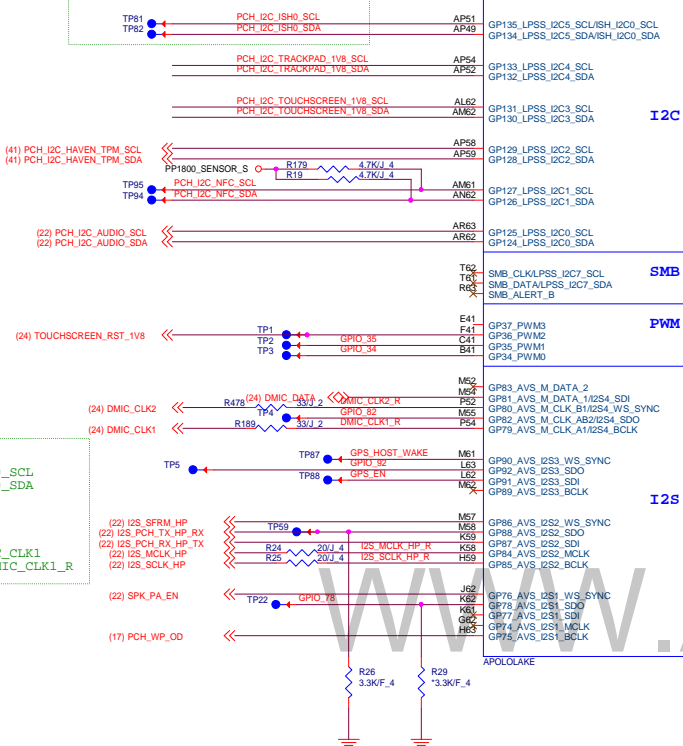 TP81 PCH_I2C_ISH0_SCL AP51 GP135_LPSS_I2C5_SCL/ISH_I2C0_SCL
TP82 PCH_I2C_ISH0_SDA AP49 GP134_LPSS_I2C5_SDA/ISH_I2C0_SDA
PCH_I2C_TRACKPAD_1V8_SCL AP54 GP133_LPSS_I2C4_SCL
PCH_I2C_TRACKPAD_1V8_SDA AP52 GP132_LPSS_I2C4_SDA
PCH_I2C_TOUCHSCREEN_1V8_SCL AL62 GP131_LPSS_I2C3_SCL
I2C
PCH_I2C_TOUCHSCREEN_1V8_SDA AM62 GP130_LPSS_I2C3_SDA
(41) PCH_I2C_HAVEN_TPM_SCL AP58 GP129_LPSS_I2C2_SCL
(41) PCH_I2C_HAVEN_TPM_SDA AP59 GP128_LPSS_I2C2_SDA
PP1800_SENSOR_S R179 4.7K/J_4
R19 4.7K/J_4
TP95 PCH_I2C_NFC_SCL AM61 GP127_LPSS_I2C1_SCL
TP94 PCH_I2C_NFC_SDA AN62 GP126_LPSS_I2C1_SDA
(22) PCH_I2C_AUDIO_SCL AR63 GP125_LPSS_I2C0_SCL
(22) PCH_I2C_AUDIO_SDA AR62 GP124_LPSS_I2C0_SDA
T62 SMB_CLK/LPSS_I2C7_SCL SMB
T61 SMB_DATA/LPSS_I2C7_SDA
R63 SMB_ALERT_B
E41 GP37_PWM3 PWM
(24) TOUCHSCREEN_RST_1V8 TP1 F41 GP36_PWM2
TP2 GPIO_35 C41 GP35_PWM1
TP3 GPIO_34 B41 GP34_PWM0
M52 GP83_AVS_M_DATA_2
(24) DMIC_DATA M54 GP81_AVS_M_DATA_1/I2S4_SDI
(24) DMIC_CLK2 R478 33/J_2 DMIC_CLK2_R P52 GP80_AVS_M_CLK_B1/I2S4_WS_SYNC
TP4 GPIO_82 M55 GP82_AVS_M_CLK_AB2/I2S4_SDO
(24) DMIC_CLK1 R189 33/J_2 DMIC_CLK1_R P54 GP79_AVS_M_CLK_A1/I2S4_BCLK
TP87 GPS_HOST_WAKE M61 GP90_AVS_I2S3_WS_SYNC
TP5 GPIO_92 L63 GP92_AVS_I2S3_SDO
TP88 GPS_EN L62 GP91_AVS_I2S3_SDI
M62 GP89_AVS_I2S3_BCLK
_SCL
_SDA
I2S
(22) I2S_SFRM_HP M57 GP86_AVS_I2S2_WS_SYNC
(22) I2S_PCH_TX_HP_RX TP59 M58 GP88_AVS_I2S2_SDO
(22) I2S_PCH_RX_HP_TX K59 GP87_AVS_I2S2_SDI
(22) I2S_MCLK_HP R24 20/J_4 I2S_MCLK_HP_R K58 GP84_AVS_I2S2_MCLK
(22) I2S_SCLK_HP R25 20/J_4 I2S_SCLK_HP_R H59 GP85_AVS_I2S2_BCLK
_CLK1
MIC_CLK1_R
(22) SPK_PA_EN J62 GP76_AVS_I2S1_WS_SYNC
TP22 GPIO_78 K62 GP78_AVS_I2S1_SDO
K61 GP77_AVS_I2S1_SDI
G62 GP74_AVS_I2S1_MCLK
(17) PCH_WP_OD H63 GP75_AVS_I2S1_BCLK
WWW.
APOLOLAKE
R26
3.3K/F_4
R29
*3.3K/F_4